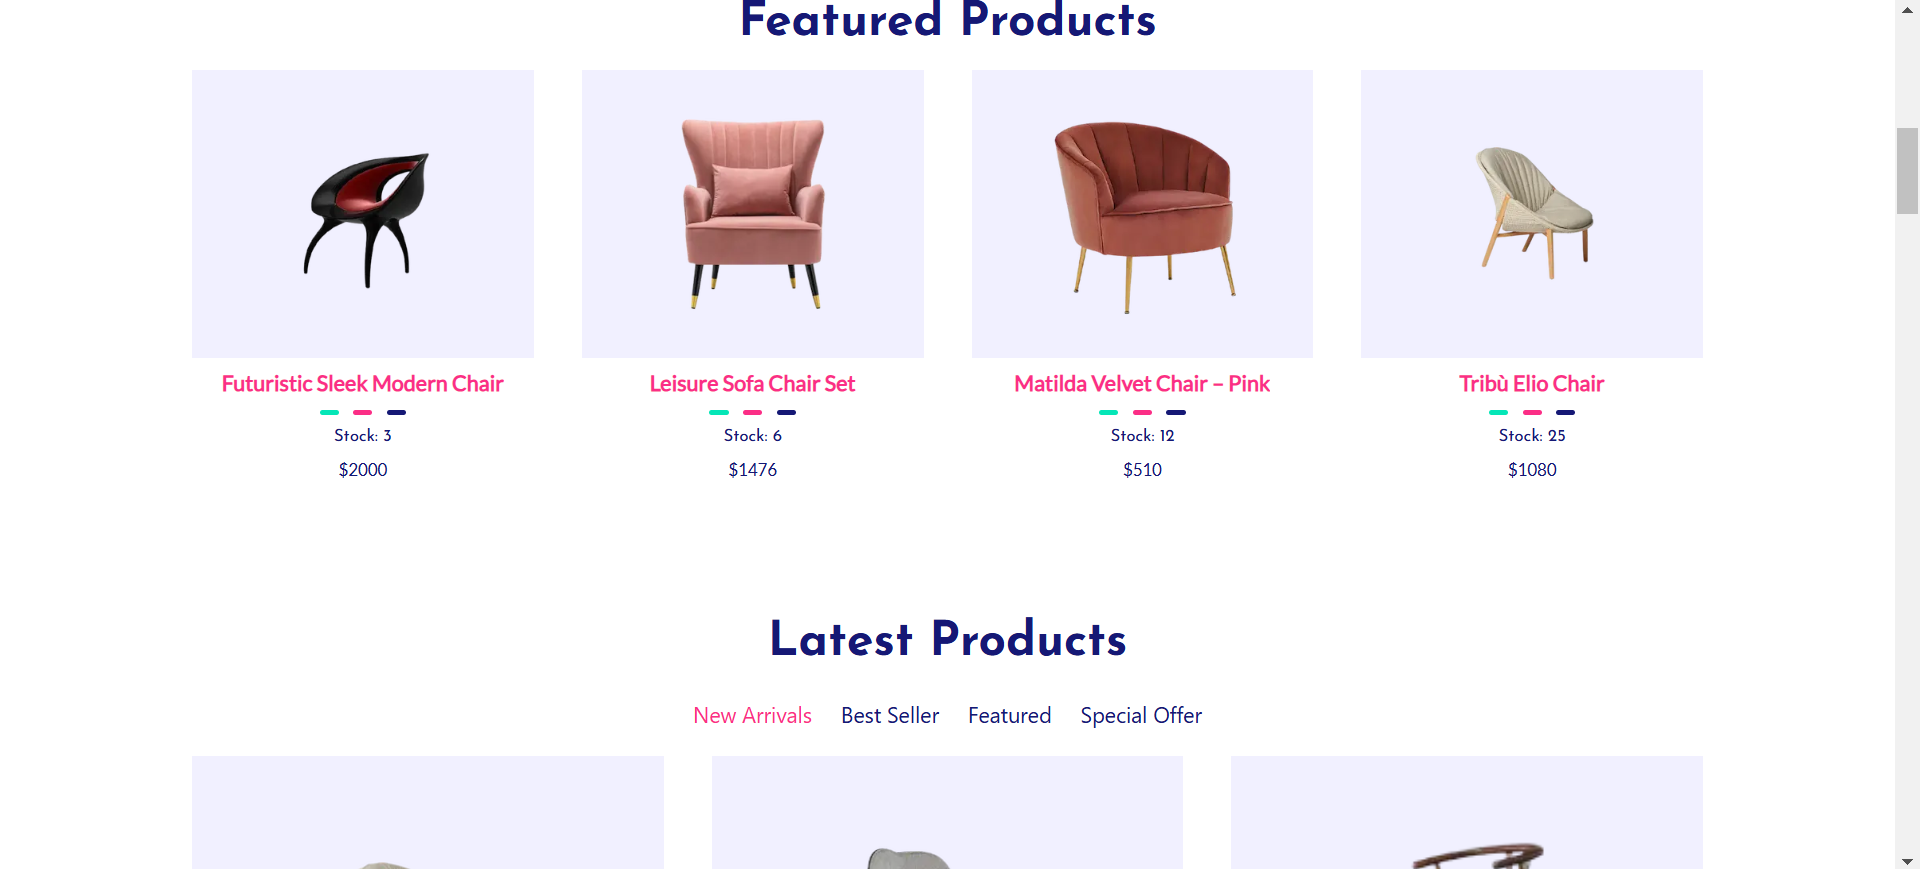 Featured Products
Futuristic Sleek Modern Chair
Stock: 3
$2000
Leisure Sofa Chair Set
Stock: 6
$1476
Matilda Velvet Chair – Pink
Stock: 12
$510
Tribù Elio Chair
Stock: 25
$1080
Latest Products
New Arrivals Best Seller Featured Special Offer